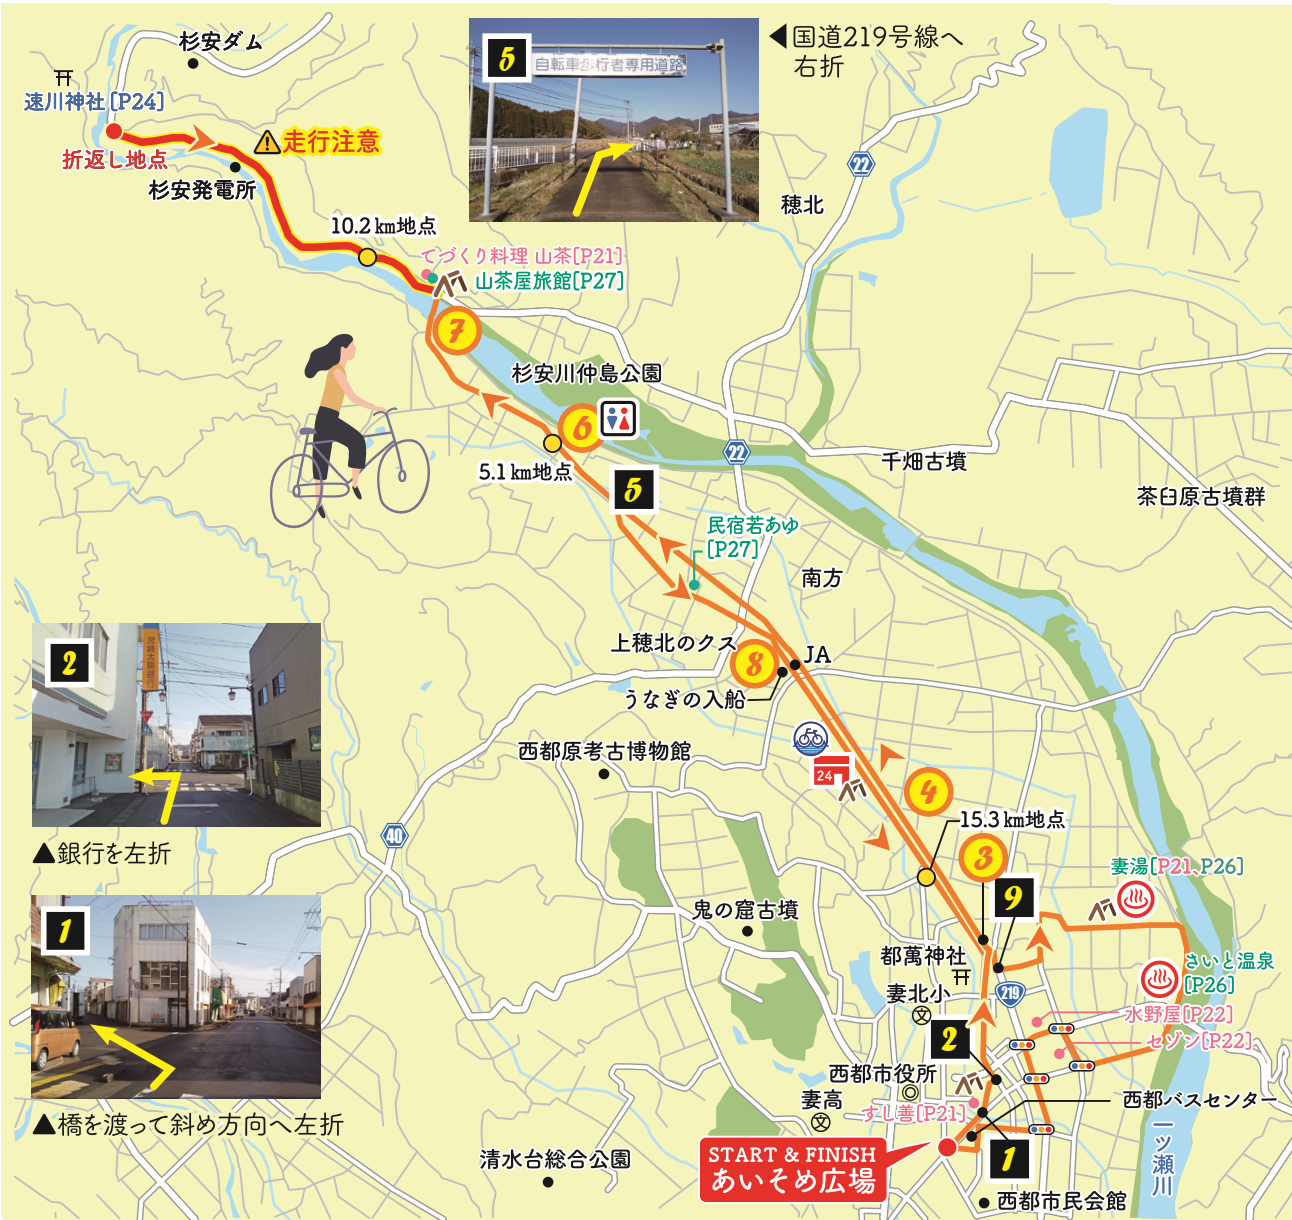 杉安ダム
速川神社[P24]
折返し地点
走行注意
杉安発電所
10.2㎞地点
5
自転車歩行者専用道路
◀国道219号線へ
右折
22
穂北
てづくり料理 山茶[P21]
山茶屋旅館[P27]
7
杉安川仲島公園
6
5.1㎞地点
22
千畑古墳
茶臼原古墳群
5
民宿若あゆ
[P27]
南方
2
宮崎太陽銀行
▲銀行を左折
上穂北のクス
8
JA
うなぎの入船
西都原考古博物館
24
4
15.3㎞地点
40
3
妻湯[P21、P26]
9
1
▲橋を渡って斜め方向へ左折
鬼の窟古墳
都萬神社
さいと温泉
[P26]
妻北小
文
219
水野屋[P22]
セゾン[P22]
2
西都市役所
妻高
文
すし善[P21]
西都バスセンター
START & FINISH
あいそめ広場
1
清水台総合公園
西都市民会館
一ツ瀬川